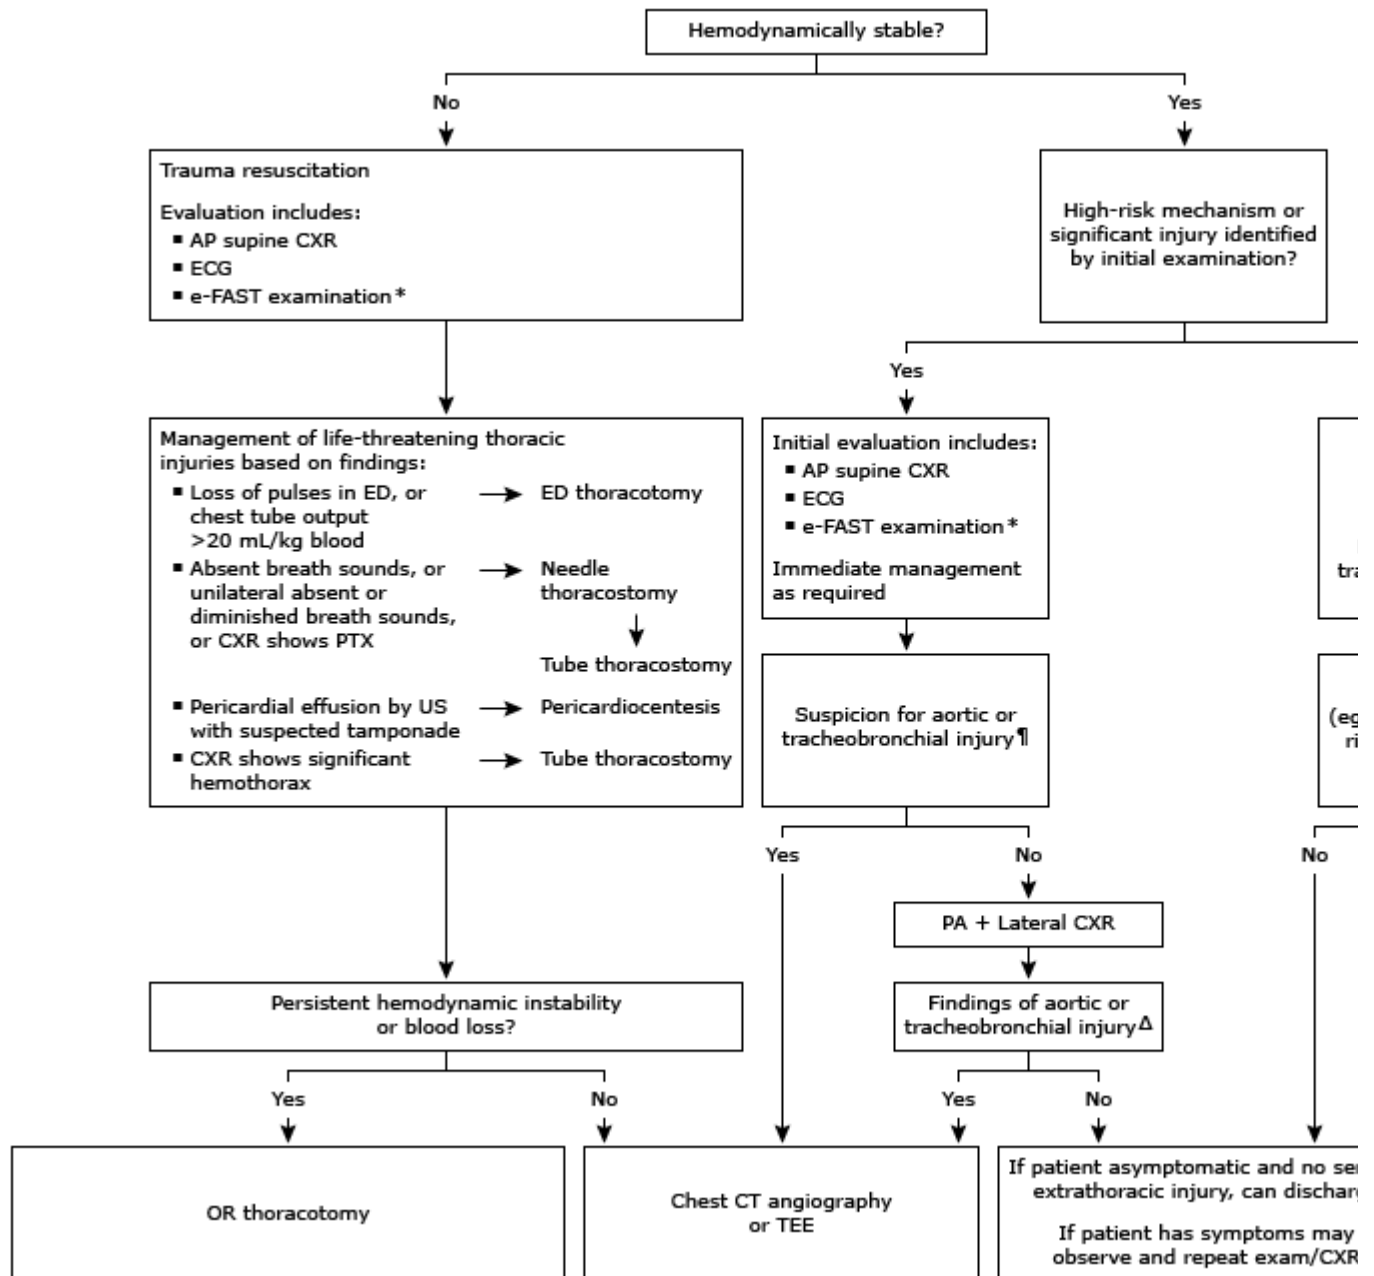 Hemodynamically stable?
No
Yes
Trauma resuscitation
Evaluation includes:
▪ AP supine CXR
▪ ECG
▪ e-FAST examination*
High-risk mechanism or
significant injury identified
by initial examination?
Yes
Management of life-threatening thoracic
injuries based on findings:
▪ Loss of pulses in ED, or → ED thoracotomy
chest tube output
>20 mL/kg blood
▪ Absent breath sounds, or → Needle
unilateral absent or thoracostomy
diminished breath sounds,
or CXR shows PTX
Tube thoracostomy
▪ Pericardial effusion by US → Pericardiocentesis
with suspected tamponade
▪ CXR shows significant → Tube thoracostomy
hemothorax
Initial evaluation includes:
▪ AP supine CXR
▪ ECG
▪ e-FAST examination*
Immediate management
as required
Suspicion for aortic or
tracheobronchial injury¶
Yes
No
No
PA + Lateral CXR
Persistent hemodynamic instability
or blood loss?
Findings of aortic or
tracheobronchial injuryΔ
Yes
No
Yes
No
OR thoracotomy
Chest CT angiography
or TEE
If patient asymptomatic and no
extrathoracic injury, can
If patient has symptoms may
observe and repeat exam/CXR